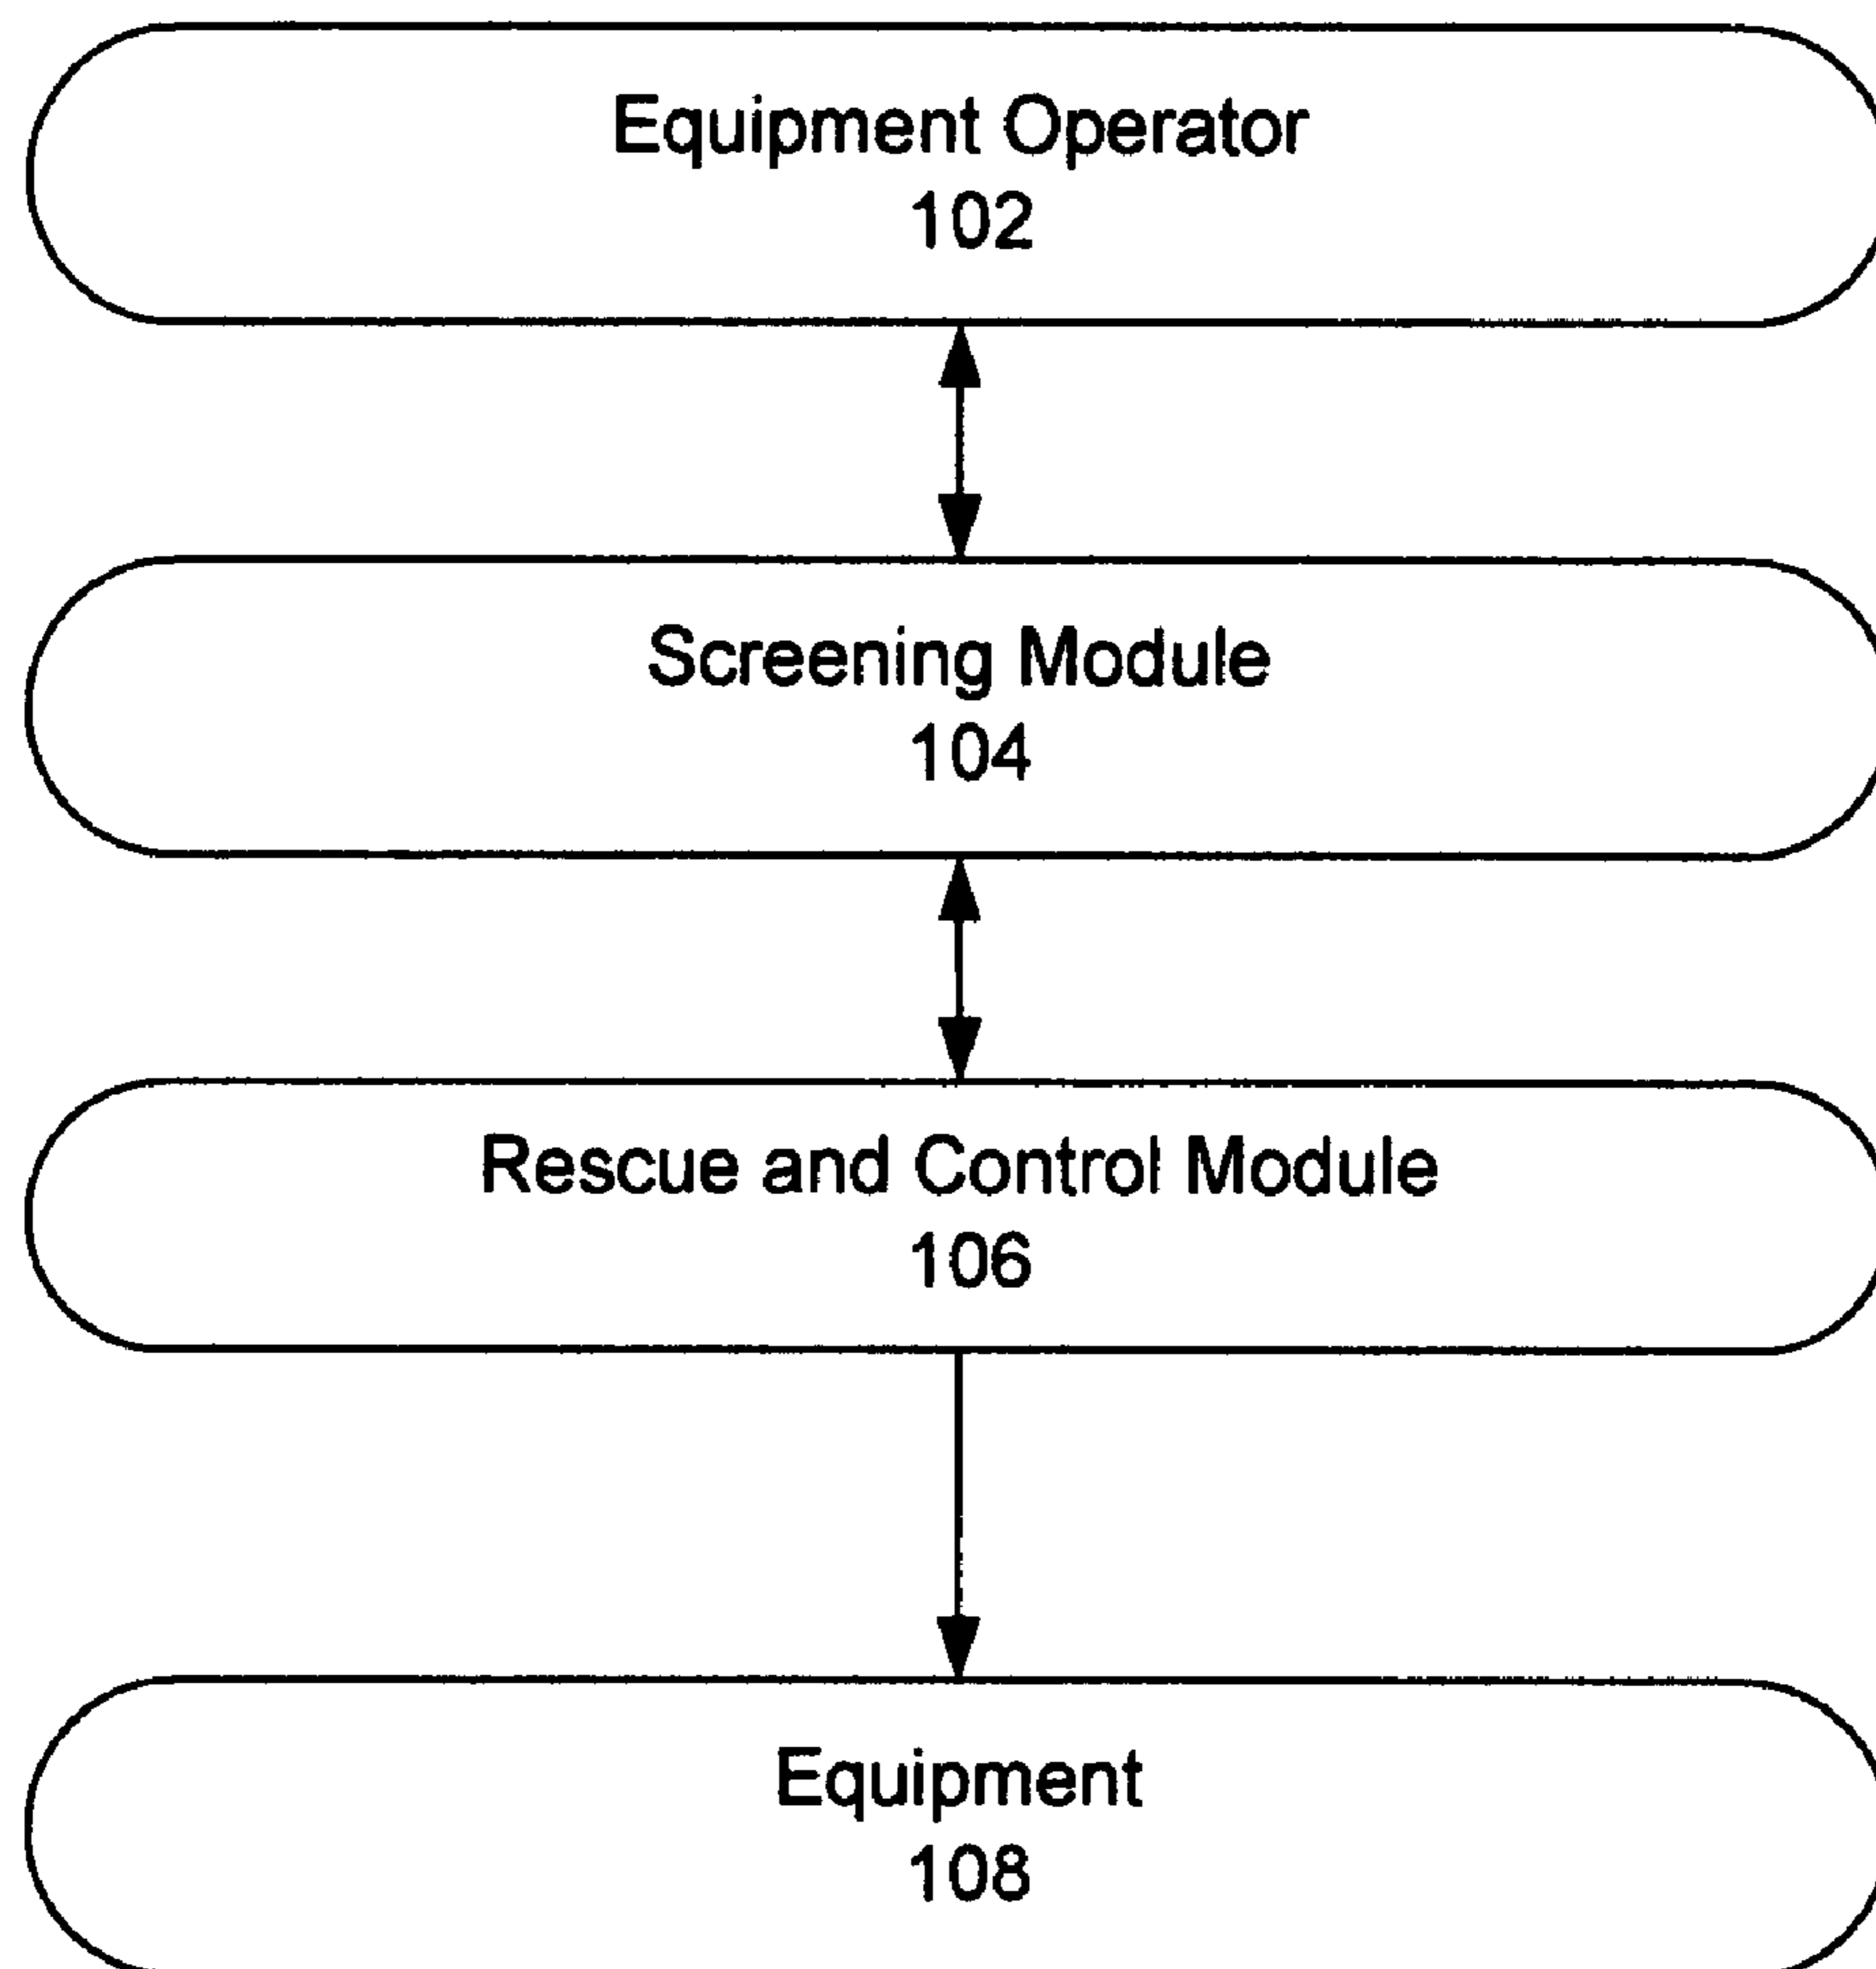 Equipment Operator
102
Screening Module
104
Rescue and Control Module
106
Equipment
108